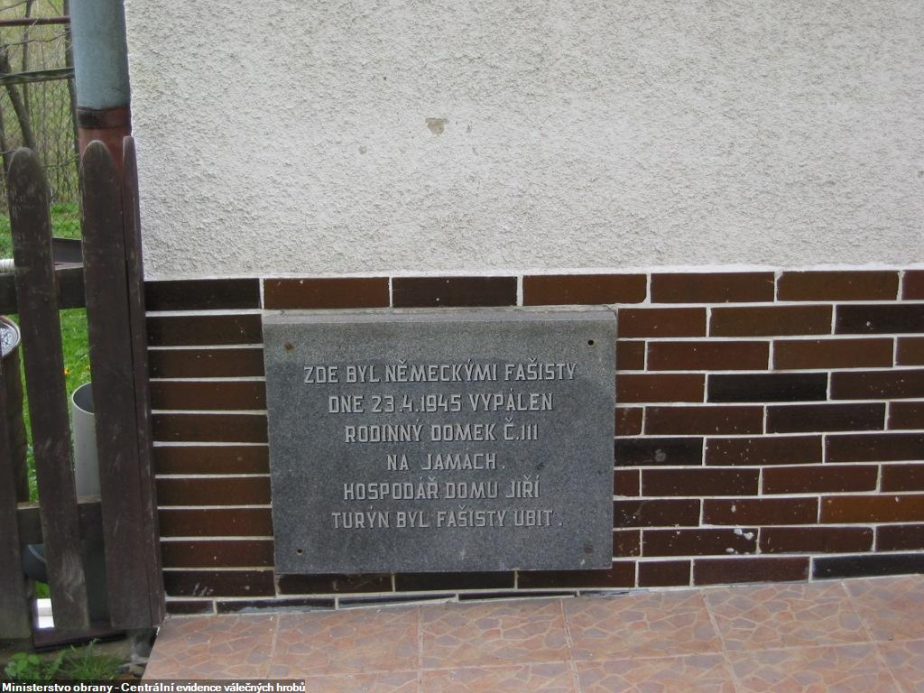 ZDE BYL NĚMECKÝMI FAŠISTY
DNE 23.4.1945 VYPÁLEN
RODINNÝ DOMEK Č.111
NA JAMACH.
HOSPODÁŘ DOMU JIŘÍ
TURÝN BYL FAŠISTY UBIT.
Ministerstvo obrany - Centrální evidence válečných hrobů